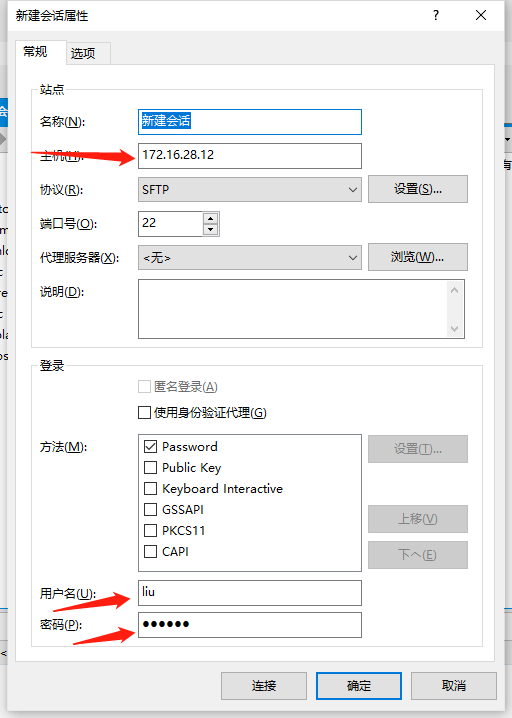 新建会话属性
常规 选项
站点
名称(N): 新建会话
主机(H): 172.16.28.12
协议(R): SFTP 设置(S)...
端口号(O): 22
代理服务器(X): <无> 浏览(W)...
说明(D):
登录
匿名登录(A)
使用身份验证代理(G)
方法(M): Password 设置(T)...
Public Key
Keyboard Interactive
GSSAPI
PKCS11 上移(V)
CAPI 下へ(E)
用户名(U): liu
密码(P): ●●●●●●
连接 确定 取消